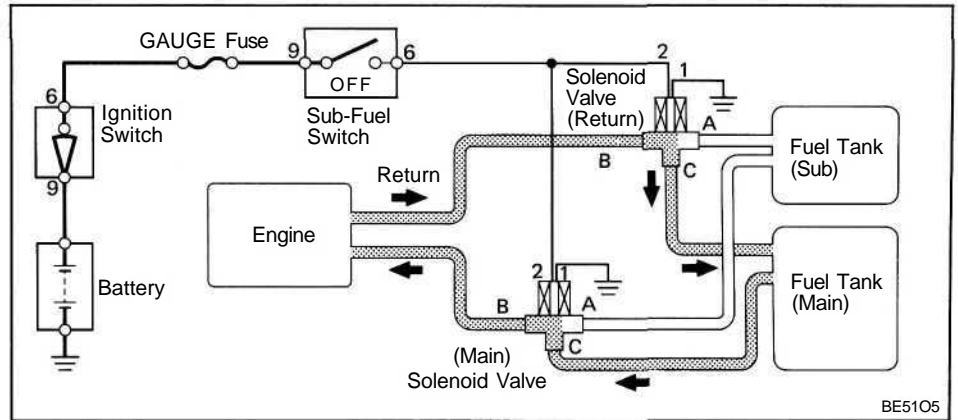 GAUGE Fuse
9
6
OFF
Sub-Fuel
Switch
6
Ignition
Switch
9
Battery
2
1
Solenoid
Valve
(Return)
A
B
C
Fuel Tank
(Sub)
Return
Engine
2
1
B
A
C
(Main)
Solenoid Valve
Fuel Tank
(Main)
BE51O5